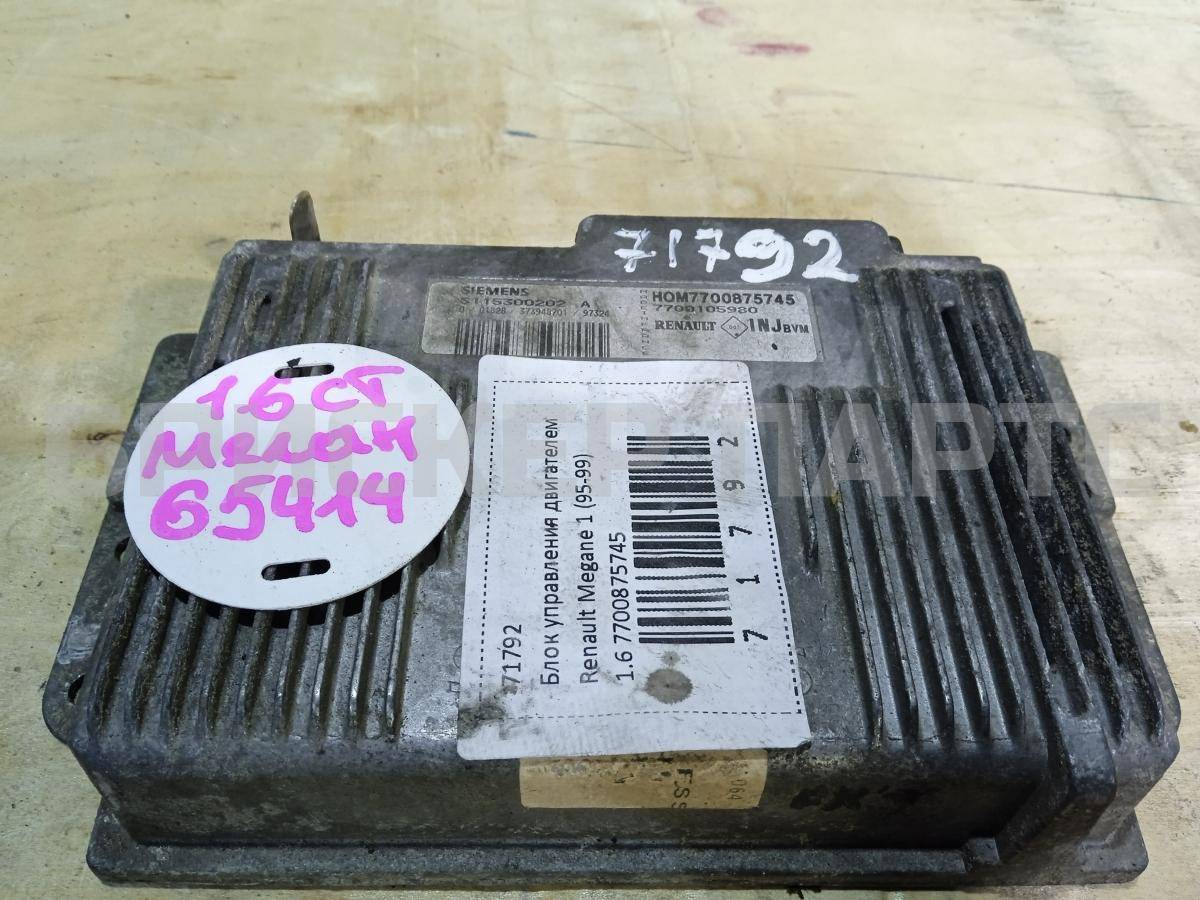 71792
SIEMENS
S115300202 A
HOM7700875745
7700105980
RENAULT INJ BVM
1.6 СТ
Меган
65414
71792
Блок управления двигателем
Renault Megane 1 (95-99)
1.6 7700875745
71792
064
F.S S